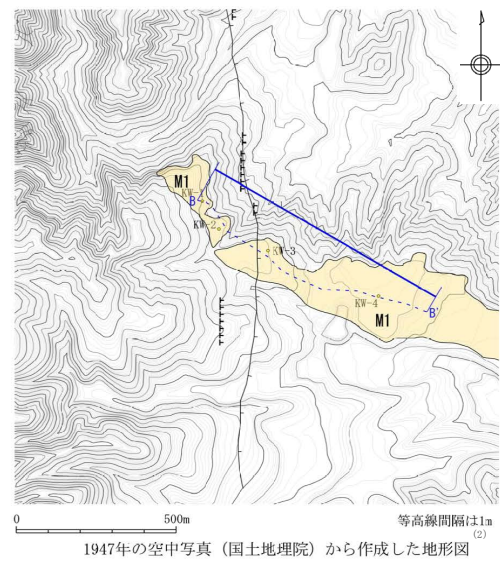 M1
KW-1
B
KW-2
KW-3
KW-4
B'
M1
0 500m
等高線間隔は1m
(2)
1947年の空中写真（国土地理院）から作成した地形図